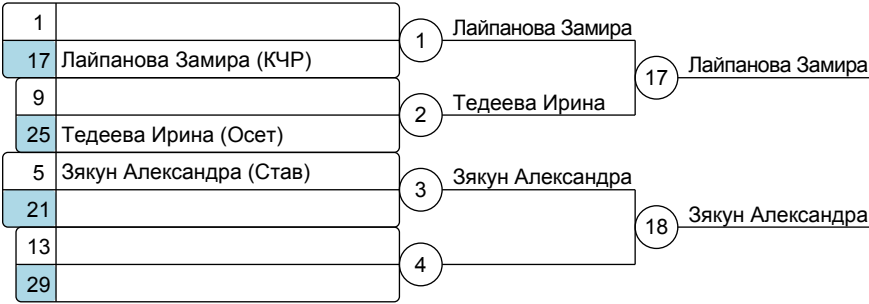 1
17 Лайпанова Замира (КЧР)
9
25 Тедеева Ирина (Осет)
5 Зякун Александра (Став)
21
13
29
1 Лайпанова Замира
2 Тедеева Ирина
3 Зякун Александра
4
17 Лайпанова Замира
18 Зякун Александра